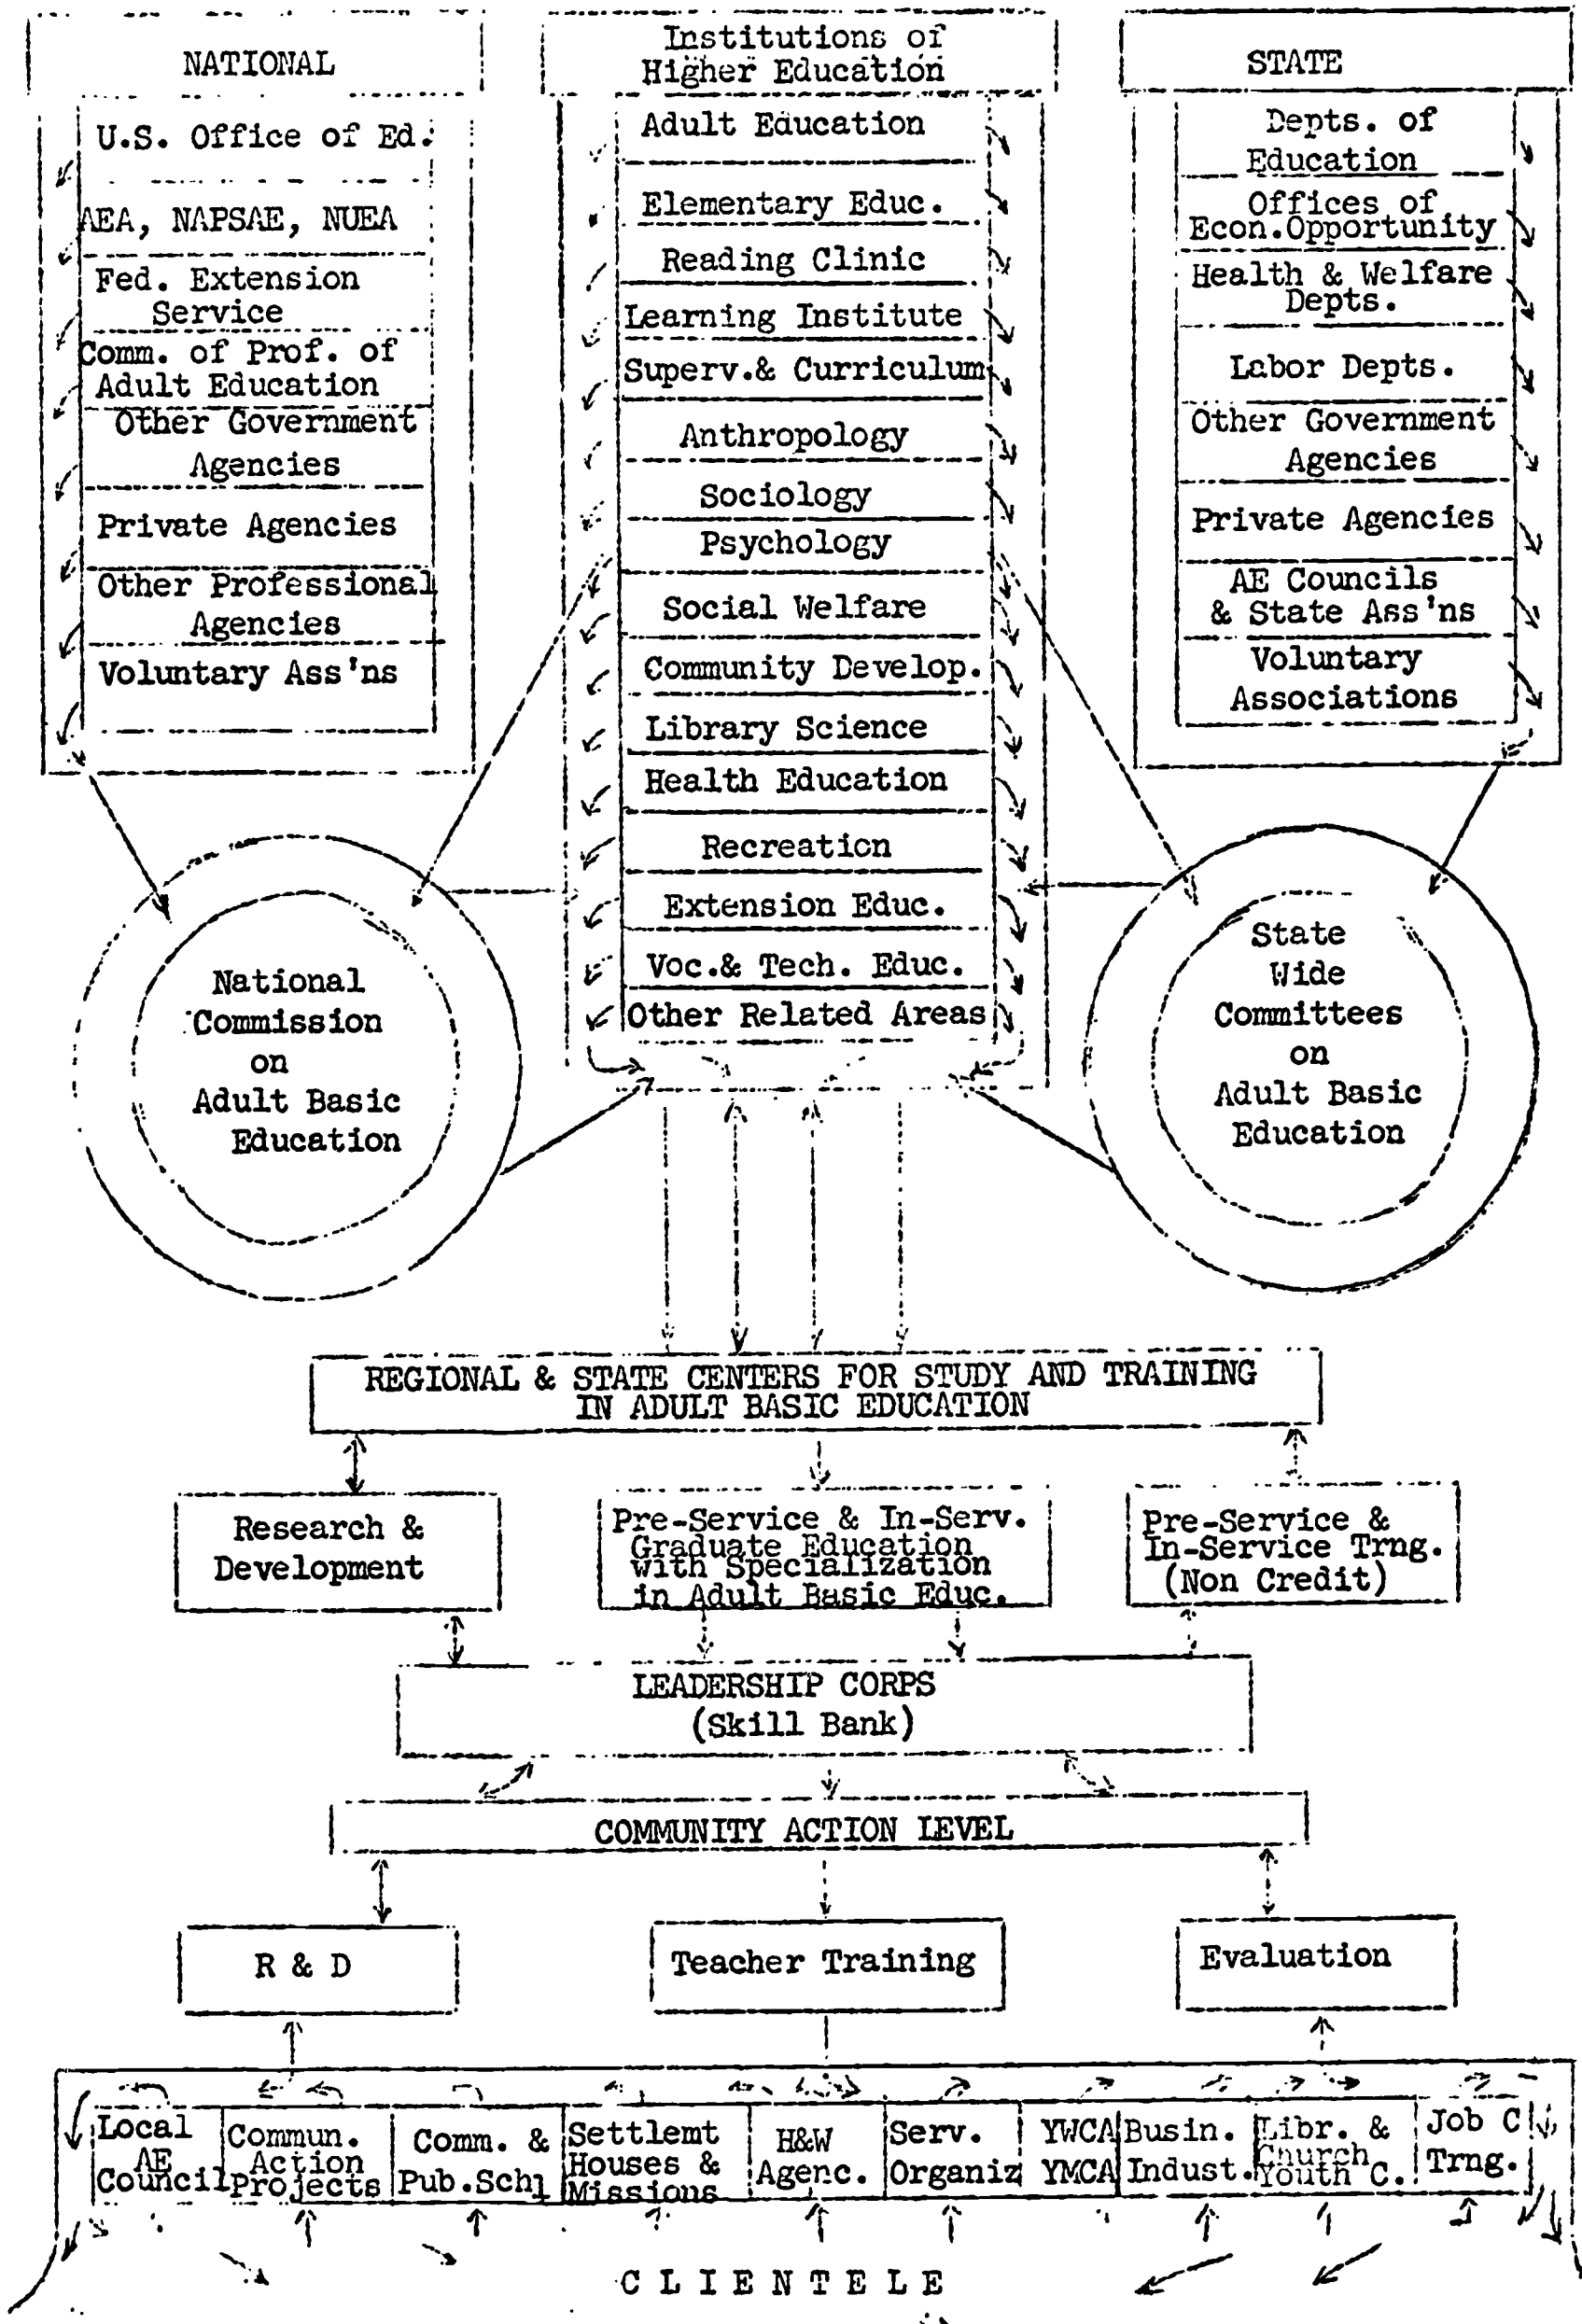 NATIONAL
U.S. Office of Ed.
AEA, NAPSAE, NUEA
Fed. Extension
Service
Comm. of Prof. of
Adult Education
Other Government
Agencies
Private Agencies
Other Professional
Agencies
Voluntary Ass'ns
Institutions of
Higher Education
Adult Education
Elementary Educ.
Reading Clinic
Learning Institute
Superv.& Curriculum
Anthropology
Sociology
Psychology
Social Welfare
Community Develop.
Library Science
Health Education
Recreation
Extension Educ.
Voc.& Tech. Educ.
Other Related Areas
STATE
Depts. of
Education
Offices of
Econ.Opportunity
Health & Welfare
Depts.
Labor Depts.
Other Government
Agencies
Private Agencies
AE Councils
& State Ass'ns
Voluntary
Associations
National
Commission
on
Adult Basic
Education
State
Wide
Committees
on
Adult Basic
Education
REGIONAL & STATE CENTERS FOR STUDY AND TRAINING
IN ADULT BASIC EDUCATION
Research &
Development
Pre-Service & In-Serv.
Graduate Education
with Specialization
in Adult Basic Educ.
Pre-Service &
In-Service Trng.
(Non Credit)
LEADERSHIP CORPS
(Skill Bank)
COMMUNITY ACTION LEVEL
R & D
Teacher Training
Evaluation
Local
AE
Council
Commun.
Action
Projects
Comm. &
Pub.Schl
Settlemt
Houses &
Missions
H&W
Agenc.
Serv.
Organiz
YWCA
YMCA
Busin.
Indust.
Libr. &
Church
Youth C.
Job C
Trng.
CLIENTELE